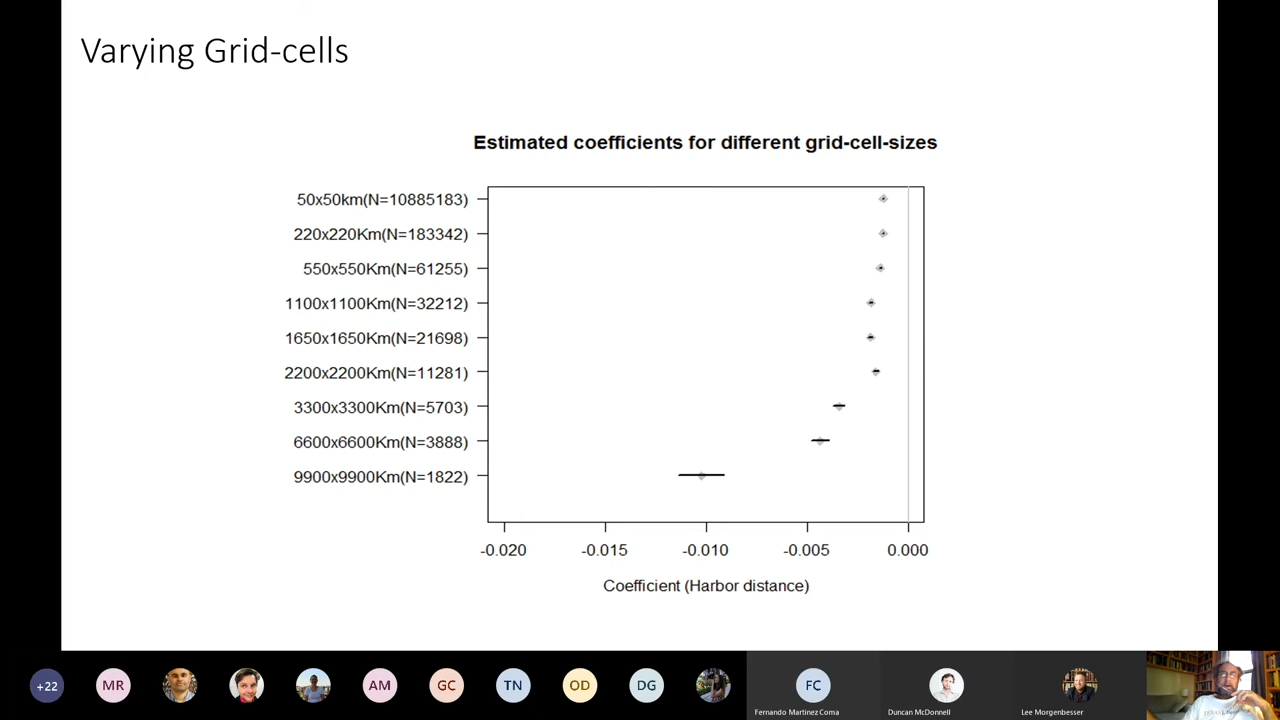 Varying Grid-cells
Estimated coefficients for different grid-cell-sizes
50x50km(N=10885183)
220x220Km(N=183342)
550x550Km(N=61255)
1100x1100Km(N=32212)
1650x1650Km(N=21698)
2200x2200Km(N=11281)
3300x3300Km(N=5703)
6600x6600Km(N=3888)
9900x9900Km(N=1822)
-0.020 -0.015 -0.010 -0.005 0.000
Coefficient (Harbor distance)
+22 MR AM GC TN OD DG FC
Fernando Martinez Coma Duncan McDonnell Lee Morgenbesser